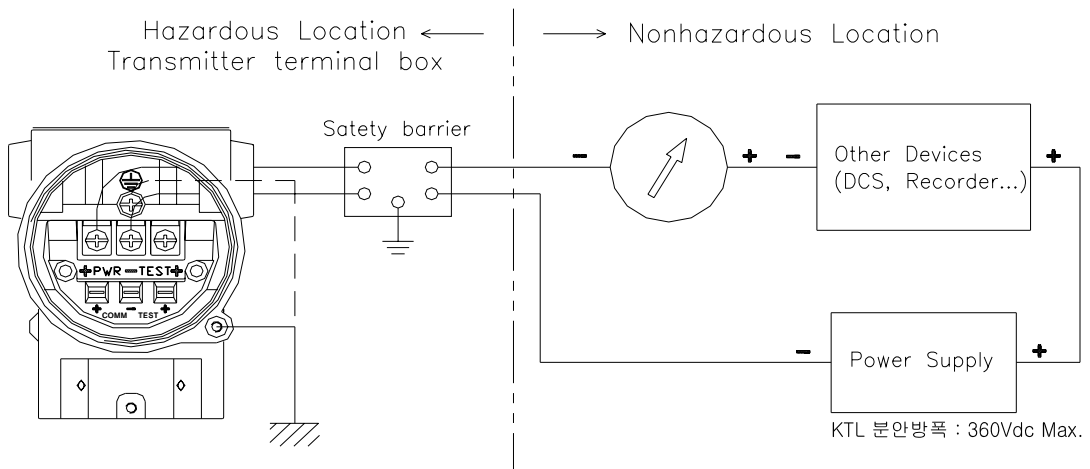 Hazardous Location
Transmitter terminal box
Nonhazardous Location
Satety barrier
Other Devices
(DCS, Recorder...)
+PWR-TEST+
+ - +
COMM TEST
- + - +
Power Supply
- +
KTL 분안방폭 : 360Vdc Max.